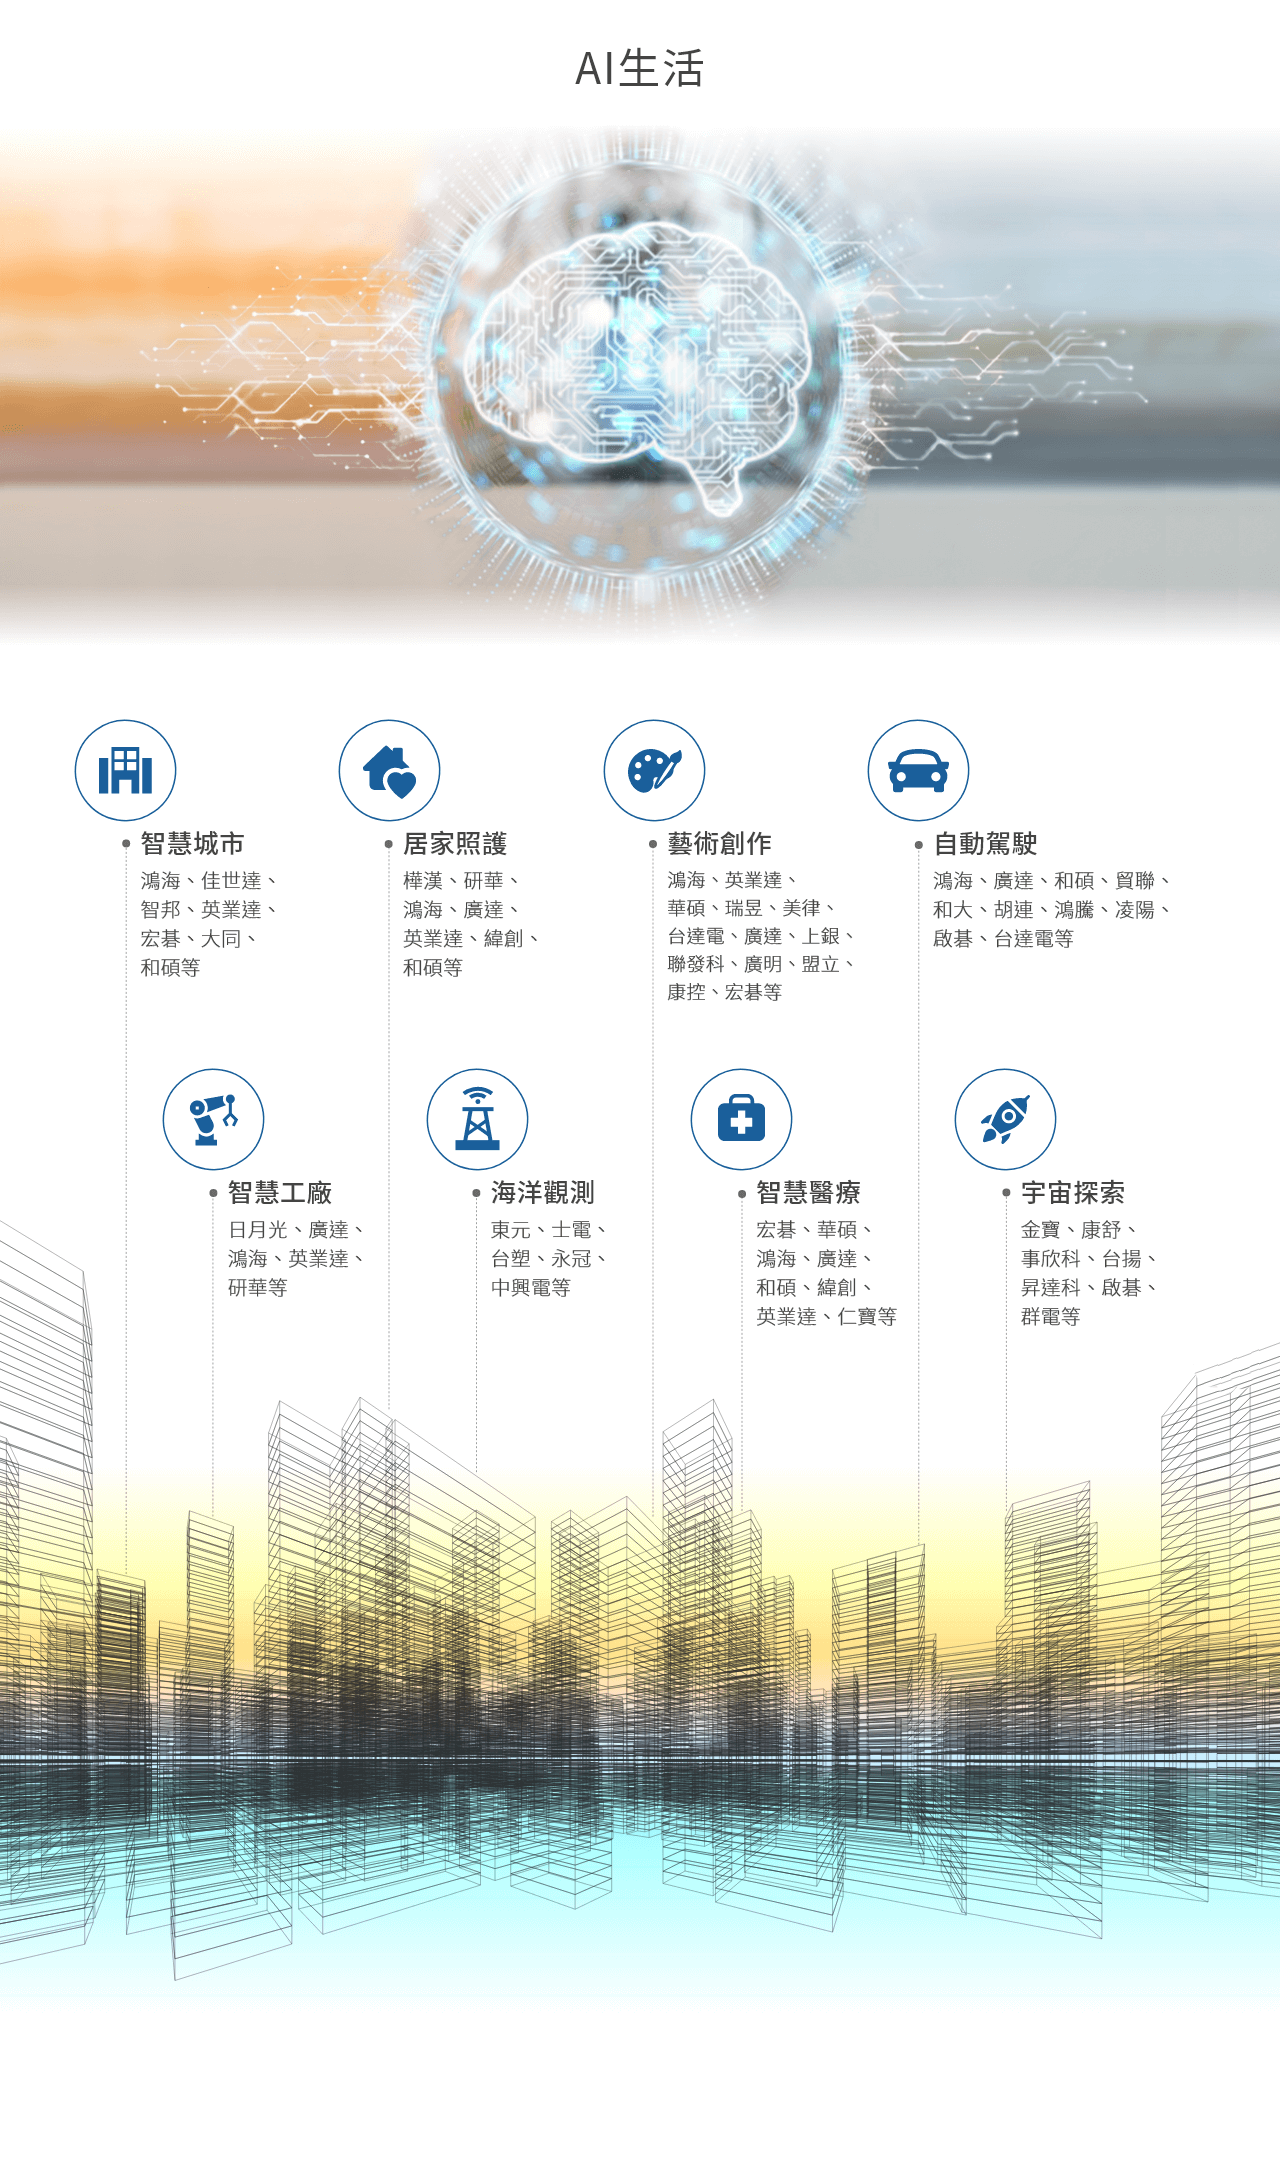 AI生活
智慧城市
鴻海、佳世達、
智邦、英業達、
宏碁、大同、
和碩等
居家照護
樺漢、研華、
鴻海、廣達、
英業達、緯創、
和碩等
藝術創作
鴻海、英業達、
華碩、瑞昱、美律、
台達電、廣達、上銀、
聯發科、廣明、盟立、
康控、宏碁等
自動駕駛
鴻海、廣達、和碩、貿聯、
和大、胡連、鴻騰、凌陽、
啟碁、台達電等
智慧工廠
日月光、廣達、
鴻海、英業達、
研華等
海洋觀測
東元、士電、
台塑、永冠、
中興電等
智慧醫療
宏碁、華碩、
鴻海、廣達、
和碩、緯創、
英業達、仁寶等
宇宙探索
金寶、康舒、
事欣科、台揚、
昇達科、啟碁、
群電等